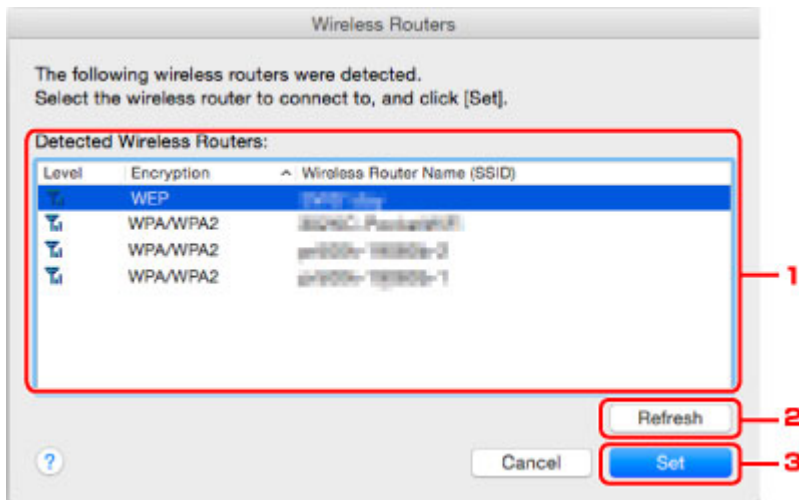 Wireless Routers
The following wireless routers were detected.
Select the wireless router to connect to, and click [Set].
Detected Wireless Routers:
Level Encryption Wireless Router Name (SSID)
WEP
WPA/WPA2
WPA/WPA2
WPA/WPA2
1
Refresh
2
?
Cancel
Set
3